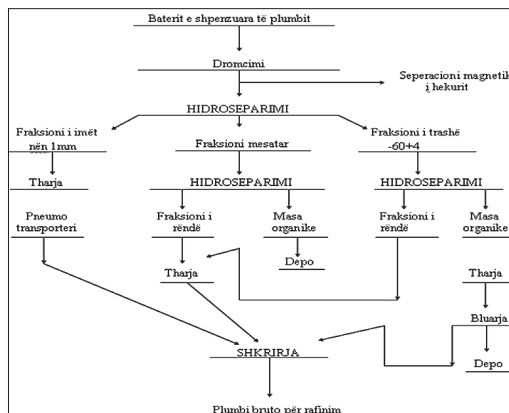 Baterit e shpenzuara të plumbit
Dromcimi
Seperacioni magnetik
i hekurit
HIDROSEPARIMI
Fraksioni i imët
nën 1mm
Fraksioni mesatar
Fraksioni i trashë
-60+4
Tharja
HIDROSEPARIMI
HIDROSEPARIMI
Pneumo
transporteri
Fraksioni i
rëndë
Masa
organike
Fraksioni i
rëndë
Masa
organike
Depo
Tharja
Tharja
Bluarja
SHKRIRJA
Depo
Plumbi bruto për rafinim